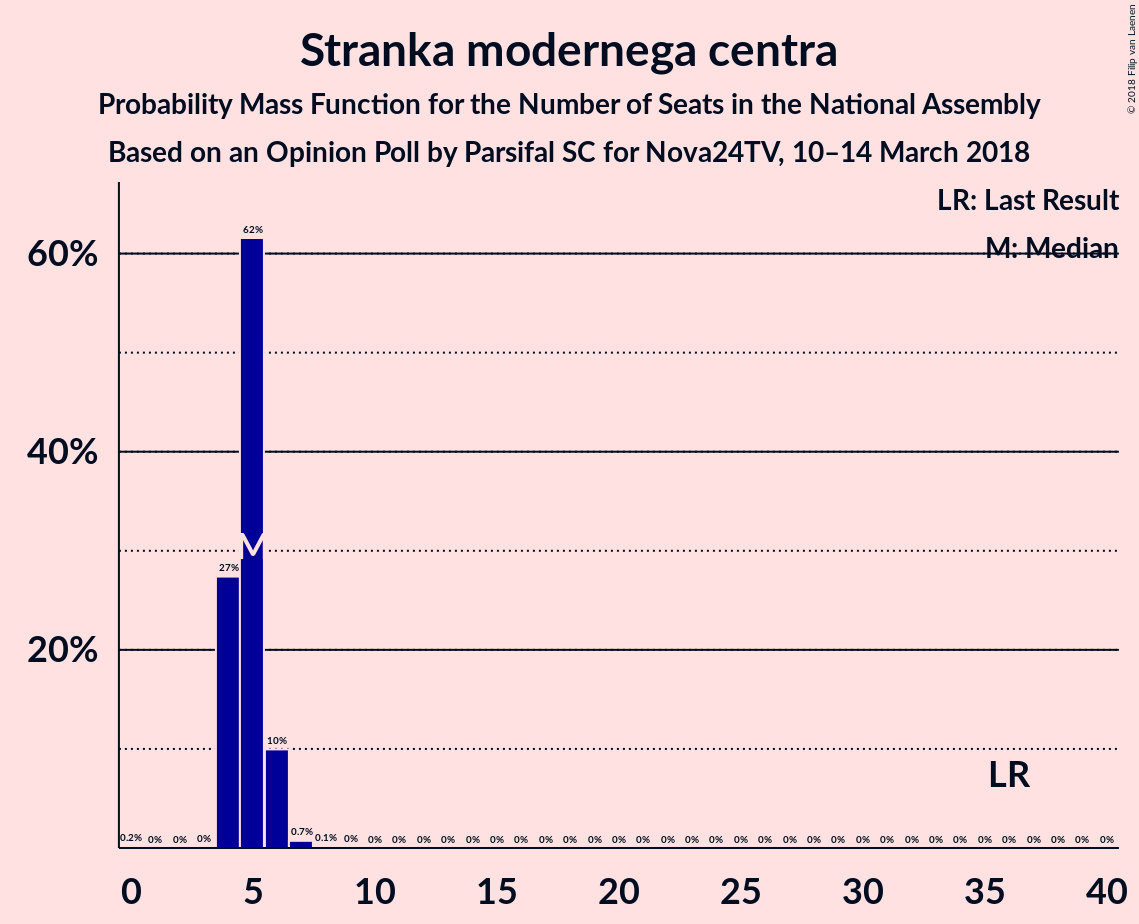 Stranka modernega centra
Probability Mass Function for the Number of Seats in the National Assembly
Based on an Opinion Poll by Parsifal SC for Nova24TV, 10–14 March 2018
© 2018 Filip van Laenen
LR: Last Result
M: Median
60%
40%
20%
62%
M
27%
10%
LR
0.2% 0% 0% 0% 0.7% 0.1% 0% 0% 0% 0% 0% 0% 0% 0% 0% 0% 0% 0% 0% 0% 0% 0% 0% 0% 0% 0% 0% 0% 0% 0% 0% 0% 0% 0% 0% 0% 0% 0%
0 5 10 15 20 25 30 35 40